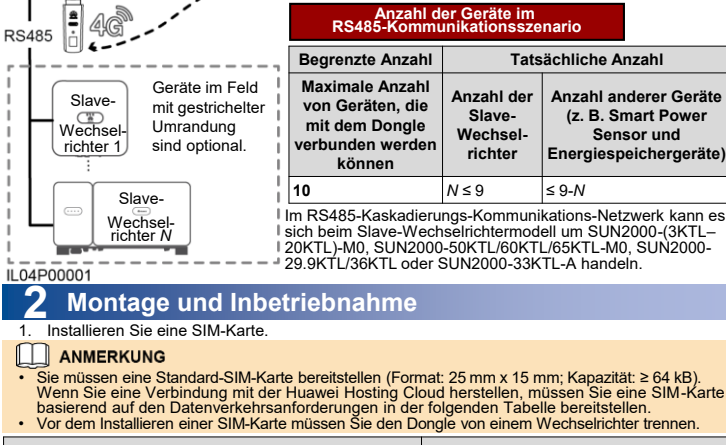 RS485
4G
Slave-
Wechsel-
richter 1
Geräte im Feld
mit gestrichelter
Umrandung
sind optional.
Slave-
Wechsel-
richter N
IL04P00001
Anzahl der Geräte im
RS485-Kommunikationsszenario
Begrenzte Anzahl
Tatsächliche Anzahl
Maximale Anzahl
von Geräten, die
mit dem Dongle
verbunden werden
können
Anzahl der
Slave-
Wechsel-
richter
Anzahl anderer Geräte
(z. B. Smart Power
Sensor und
Energiespeichergeräte)
10
N ≤ 9
≤ 9-N
Im RS485-Kaskadierungs-Kommunikations-Netzwerk kann es
sich beim Slave-Wechselrichtermodell um SUN2000-(3KTL–
20KTL)-M0, SUN2000-50KTL/60KTL/65KTL-M0, SUN2000-
29.9KTL/36KTL oder SUN2000-33KTL-A handeln.
2 Montage und Inbetriebnahme
1. Installieren Sie eine SIM-Karte.
ANMERKUNG
• Sie müssen eine Standard-SIM-Karte bereitstellen (Format: 25 mm x 15 mm; Kapazität: ≥ 64 kB).
Wenn Sie eine Verbindung mit der Huawei Hosting Cloud herstellen, müssen Sie eine SIM-Karte
basierend auf den Datenverkehrsanforderungen in der folgenden Tabelle bereitstellen.
• Vor dem Installieren einer SIM-Karte müssen Sie den Dongle von einem Wechselrichter trennen.